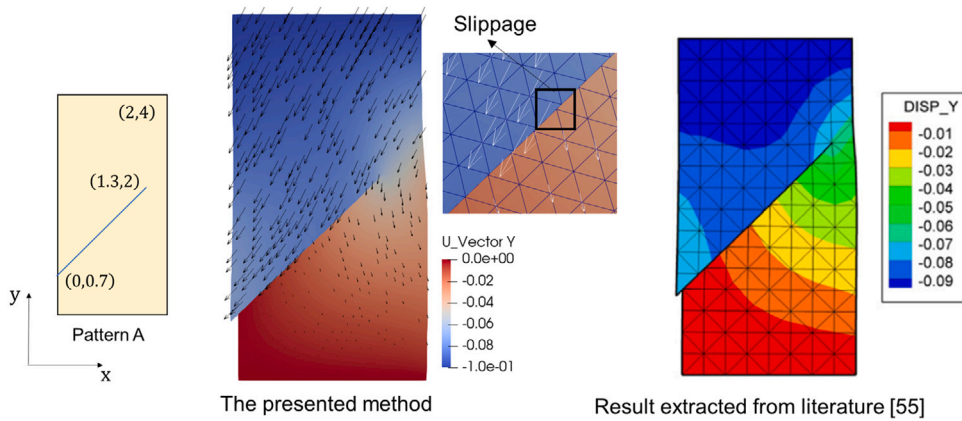 Slippage
(2,4)
(1.3,2)
(0,0.7)
y
Pattern A
x
U_Vector Y
0.0e+00
-0.02
-0.04
-0.06
-0.08
-1.0e-01
The presented method
DISP_Y
-0.01
-0.02
-0.03
-0.04
-0.06
-0.07
-0.08
-0.09
Result extracted from literature [55]